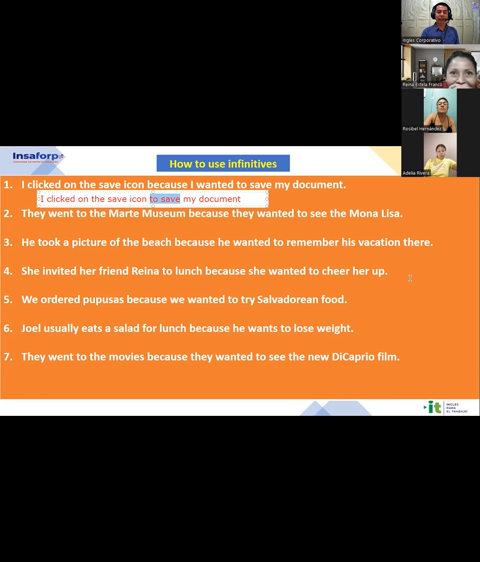 Ingles Corporativo
Reina Estela Franco
Rosibel Hernandez S
Adelia Rivera
Insaforp
How to use infinitives
1. I clicked on the save icon because I wanted to save my document.
I clicked on the save icon to save my document
2. They went to the Marte Museum because they wanted to see the Mona Lisa.
3. He took a picture of the beach because he wanted to remember his vacation there.
4. She invited her friend Reina to lunch because she wanted to cheer her up.
5. We ordered pupusas because we wanted to try Salvadorean food.
6. Joel usually eats a salad for lunch because he wants to lose weight.
7. They went to the movies because they wanted to see the new DiCaprio film.
it
INGLÉS
PARA
EL TRABAJO